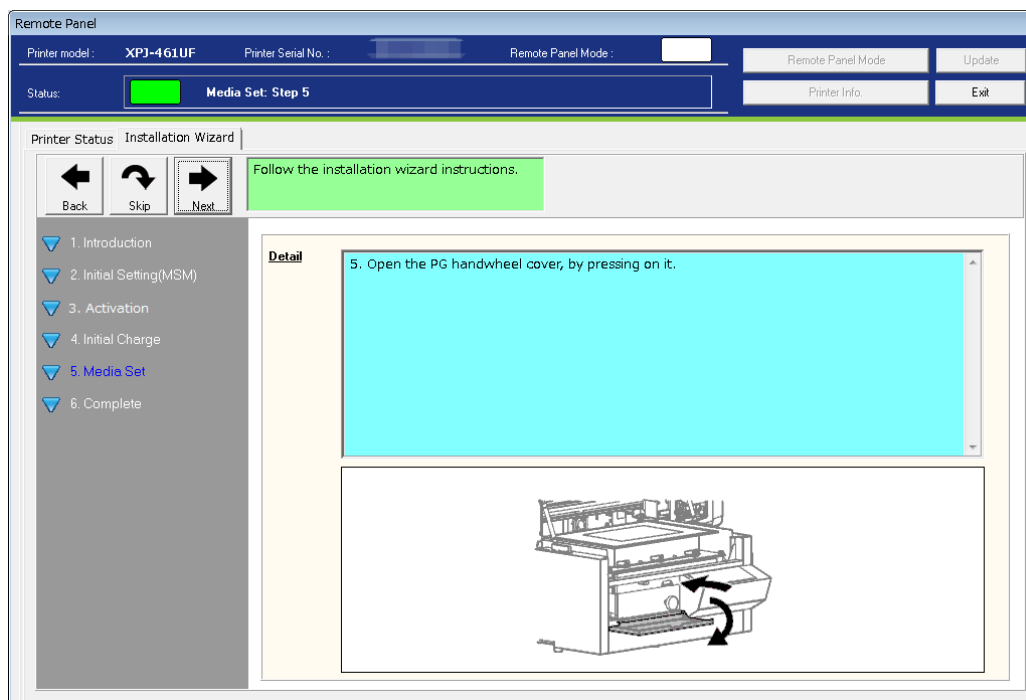 Remote Panel
Printer model : XPJ-461UF Printer Serial No. : Remote Panel Mode :
Remote Panel Mode Update
Status: Media Set: Step 5
Printer Info. Exit
Printer Status Installation Wizard
Back Skip Next
Follow the installation wizard instructions.
1. Introduction
2. Initial Setting(MSM)
3. Activation
4. Initial Charge
5. Media Set
6. Complete
Detail
5. Open the PG handwheel cover, by pressing on it.